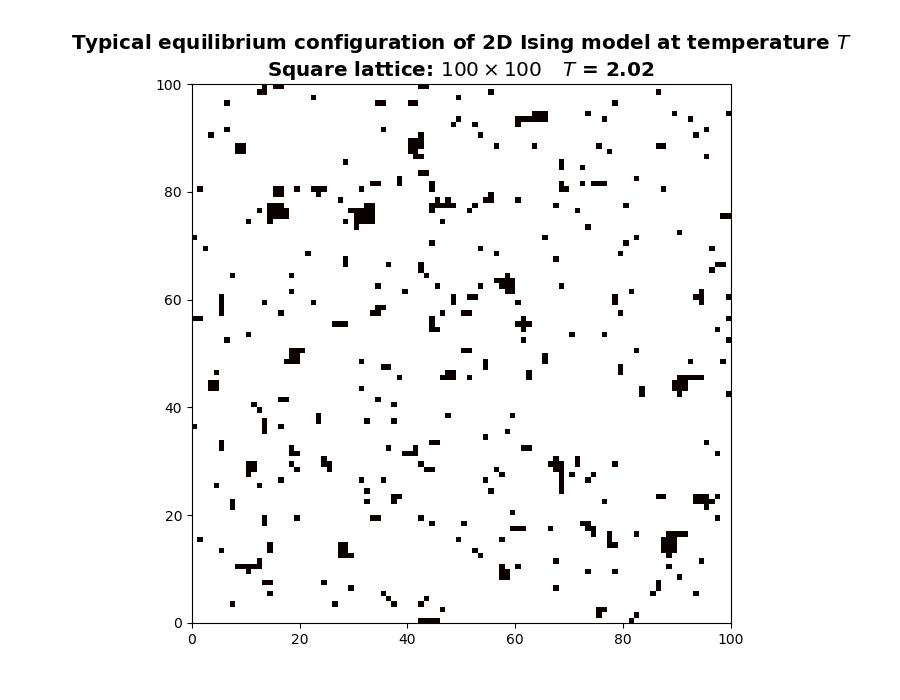 Typical equilibrium configuration of 2D Ising model at temperature T
Square lattice: 100 × 100 T = 2.02
100
80
60
40
20
0
0 20 40 60 80 100